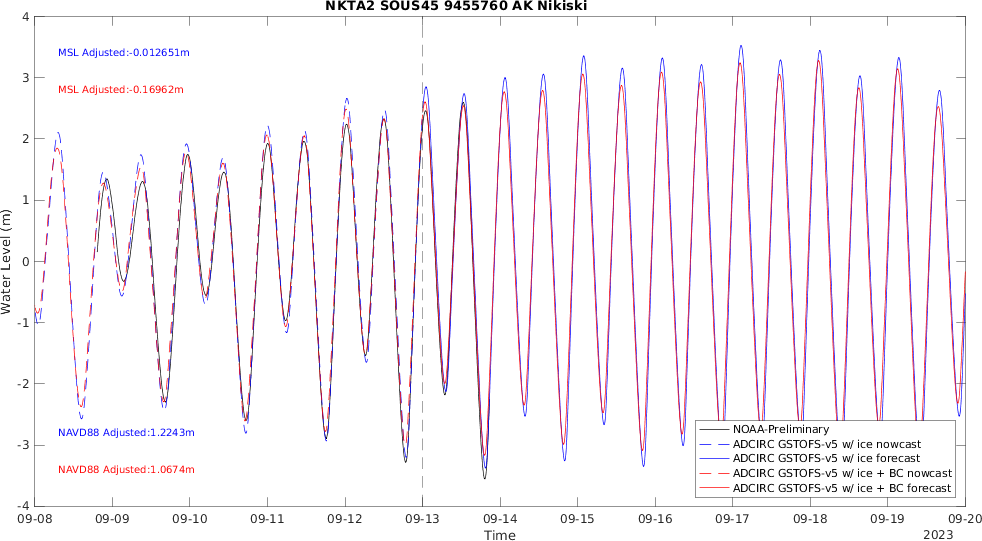 NKTA2 SOUS45 9455760 AK Nikiski
Water Level (m)
4
3
2
1
0
-1
-2
-3
-4
MSL Adjusted:-0.012651m
MSL Adjusted:-0.16962m
NAVD88 Adjusted:1.2243m
NAVD88 Adjusted:1.0674m
NOAA-Preliminary
ADCIRC GSTOFS-v5 w/ ice nowcast
ADCIRC GSTOFS-v5 w/ ice forecast
ADCIRC GSTOFS-v5 w/ ice + BC nowcast
ADCIRC GSTOFS-v5 w/ ice + BC forecast
09-08 09-09 09-10 09-11 09-12 09-13 09-14 09-15 09-16 09-17 09-18 09-19 09-20
Time
2023